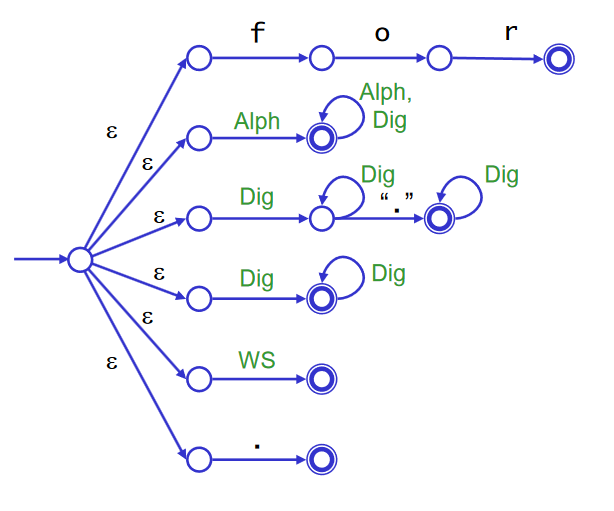 f o r
ε
Alph
Alph,
Dig
ε
Dig
Dig
“.”
Dig
ε
Dig
Dig
ε
WS
ε
.
ε